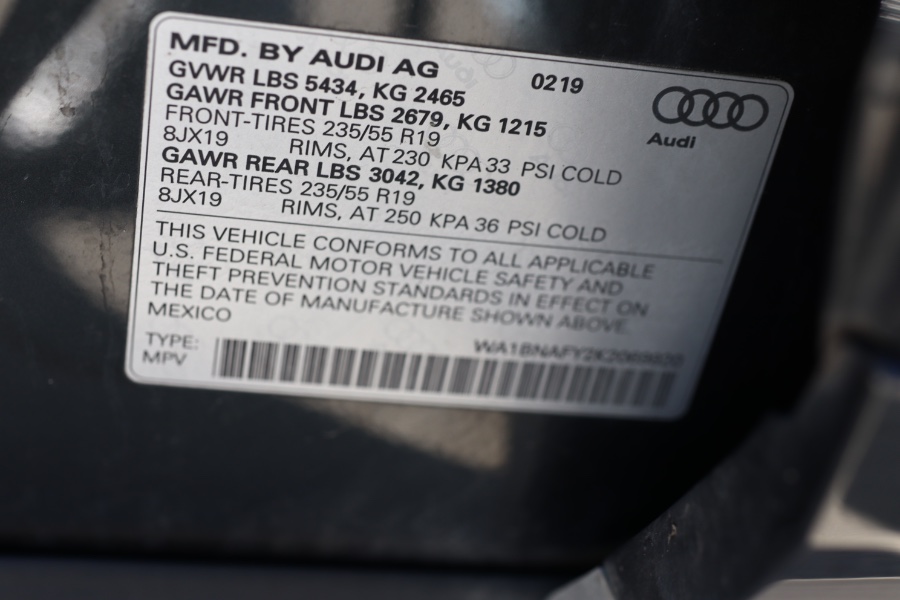 MFD. BY AUDI AG
0219
GVWR LBS 5434, KG 2465
GAWR FRONT LBS 2679, KG 1215
FRONT-TIRES 235/55 R19
8JX19 RIMS, AT 230 KPA 33 PSI COLD
GAWR REAR LBS 3042, KG 1380
REAR-TIRES 235/55 R19
8JX19 RIMS, AT 250 KPA 36 PSI COLD
Audi
THIS VEHICLE CONFORMS TO ALL APPLICABLE
U.S. FEDERAL MOTOR VEHICLE SAFETY AND
THEFT PREVENTION STANDARDS IN EFFECT ON
THE DATE OF MANUFACTURE SHOWN ABOVE.
MEXICO
TYPE:
MPV